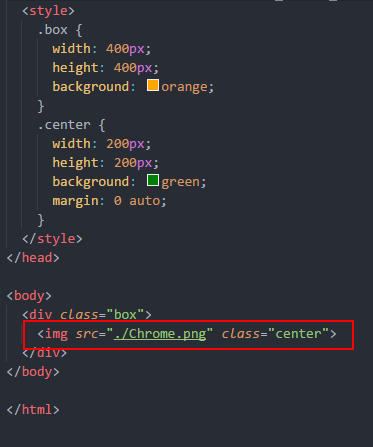 <style>
.box {
width: 400px;
height: 400px;
background: orange;
}
.center {
width: 200px;
height: 200px;
background: green;
margin: 0 auto;
}
</style>
</head>
<body>
<div class="box">
<img src="./Chrome.png" class="center">
</div>
</body>
</html>